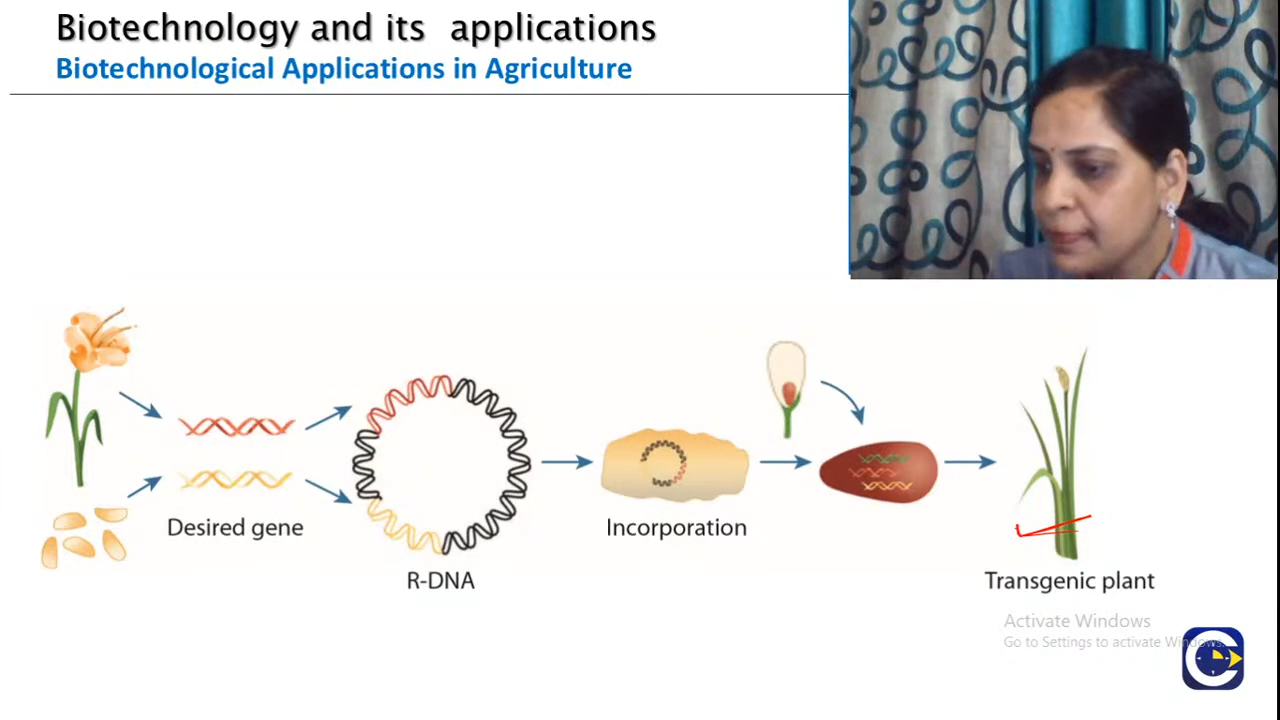 Biotechnology and its applications
Biotechnological Applications in Agriculture
Desired gene
Incorporation
R-DNA
Transgenic plant
Activate Windows
Go to Settings to activate Windows.